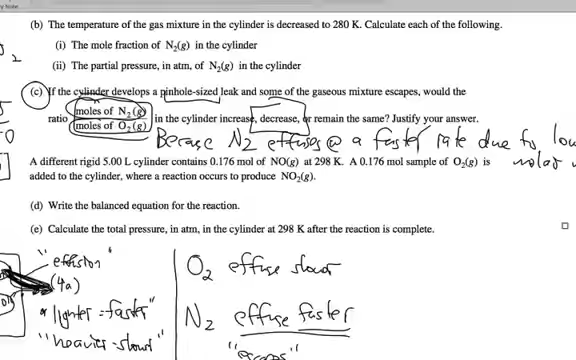 (b) The temperature of the gas mixture in the cylinder is decreased to 280 K. Calculate each of the following.
(i) The mole fraction of N₂(g) in the cylinder
(ii) The partial pressure, in atm, of N₂(g) in the cylinder
(c) If the cylinder develops a pinhole-sized leak and some of the gaseous mixture escapes, would the
ratio moles of N₂(g) / moles of O₂(g) in the cylinder increase, decrease, or remain the same? Justify your answer.
Becase N2 effuses @ a faster rate due to low
molar
A different rigid 5.00 L cylinder contains 0.176 mol of NO(g) at 298 K. A 0.176 mol sample of O₂(g) is
added to the cylinder, where a reaction occurs to produce NO₂(g).
(d) Write the balanced equation for the reaction.
(e) Calculate the total pressure, in atm, in the cylinder at 298 K after the reaction is complete.
"effusion"
(4a)
"lighter = faster"
"heavier = slower"
O2 effuse slower
N2 effuse faster
"escapes"